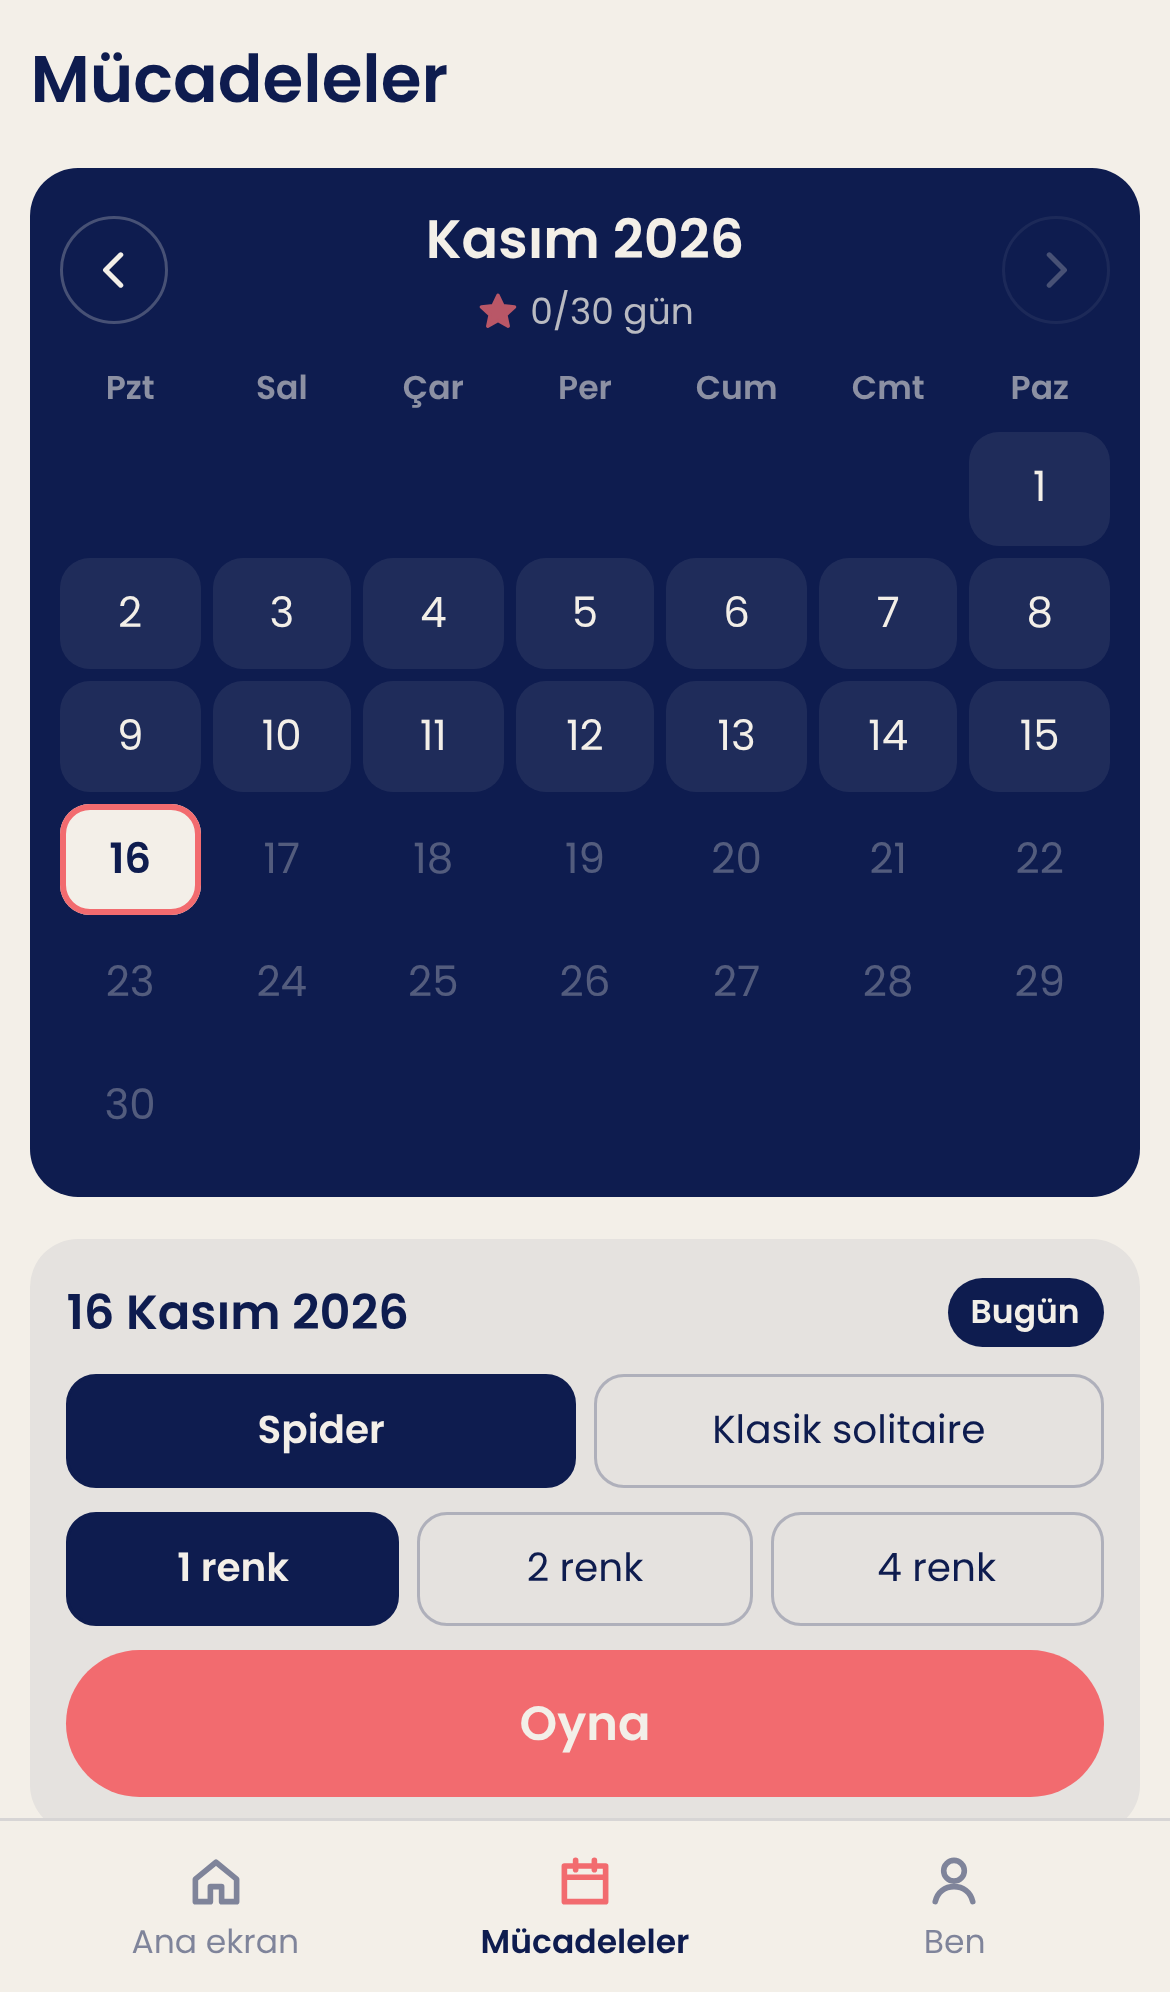 Mücadeleler
Kasım 2026
0/30 gün
Pzt Sal Çar Per Cum Cmt Paz
1
2 3 4 5 6 7 8
9 10 11 12 13 14 15
16 17 18 19 20 21 22
23 24 25 26 27 28 29
30
16 Kasım 2026 Bugün
Spider Klasik solitaire
1 renk 2 renk 4 renk
Oyna
Ana ekran Mücadeleler Ben